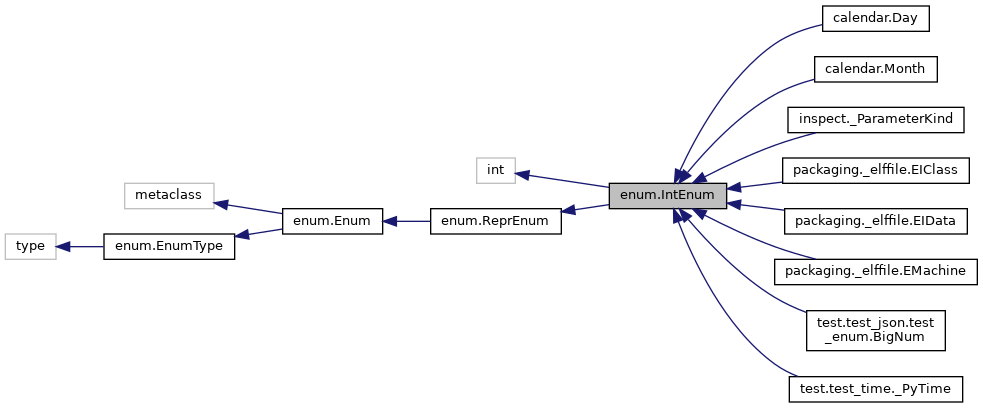 calendar.Day
calendar.Month
inspect._ParameterKind
int
packaging._elffile.EIClass
metaclass
enum.IntEnum
enum.Enum
enum.ReprEnum
packaging._elffile.EIData
type
enum.EnumType
packaging._elffile.EMachine
test.test_json.test
_enum.BigNum
test.test_time._PyTime